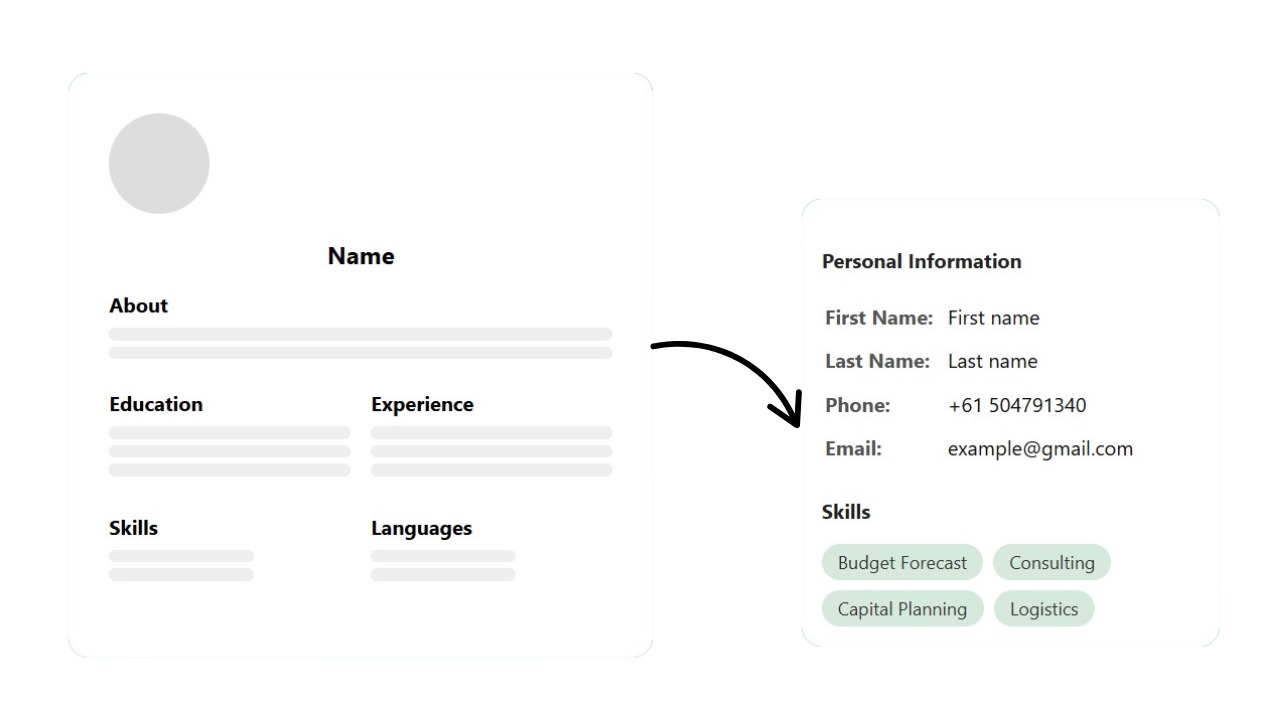 Name
About
Education
Experience
Skills
Languages
Personal Information
First Name: First name
Last Name: Last name
Phone: +61 504791340
Email: example@gmail.com
Skills
Budget Forecast
Consulting
Capital Planning
Logistics